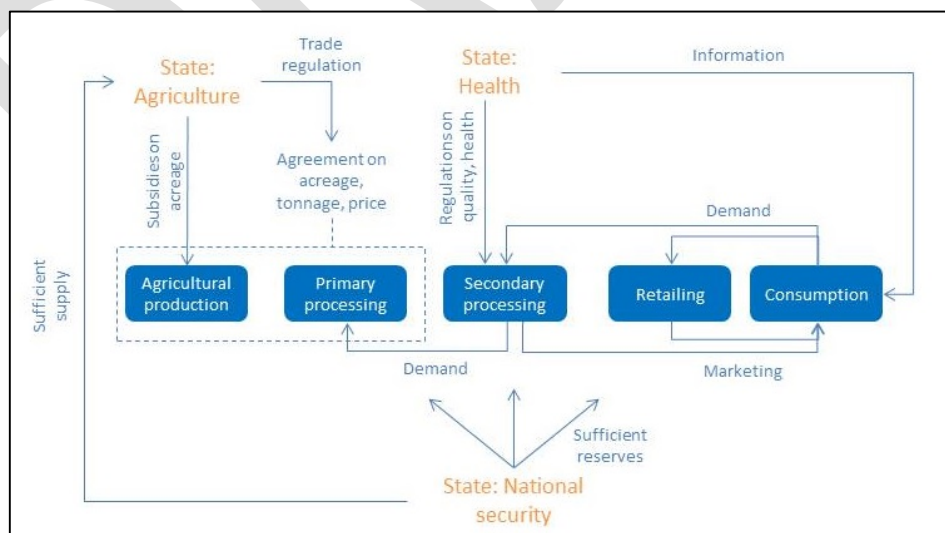 Trade
regulation
State:
Agriculture
State:
Health
Information
Subsidies on
acreage
Agreement on
acreage,
tonnage, price
Regulations on
quality, health
Demand
Sufficient
supply
Agricultural
production
Primary
processing
Secondary
processing
Retailing
Consumption
Demand
Marketing
Sufficient
reserves
State: National
security